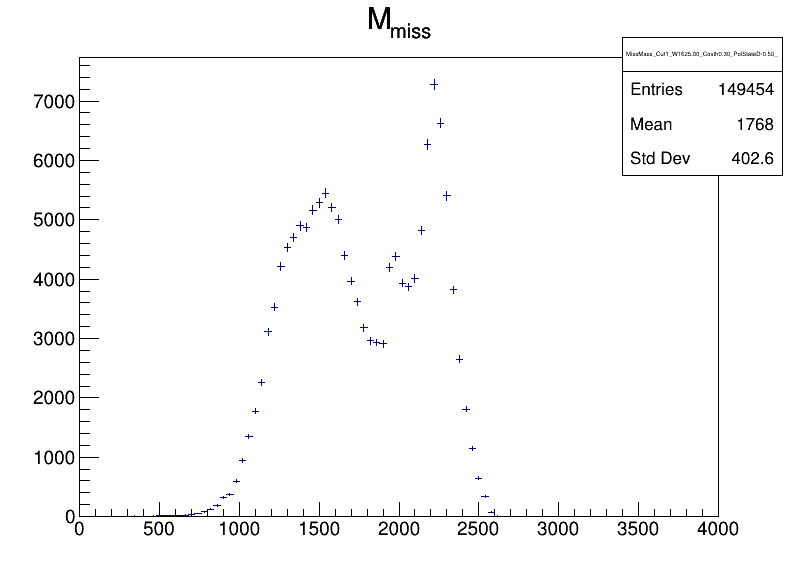 M_miss
MissMass_Cut1_W1625.00_Costh0.30_PolStateD-0.50_
Entries 149454
Mean 1768
Std Dev 402.6
7000
6000
5000
4000
3000
2000
1000
0
0 500 1000 1500 2000 2500 3000 3500 4000